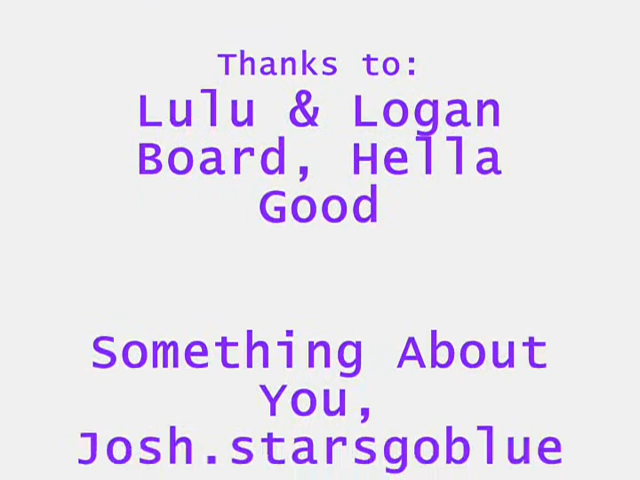 Thanks to:
Lulu & Logan
Board, Hella
Good
Something About
You,
Josh.starsgoblue